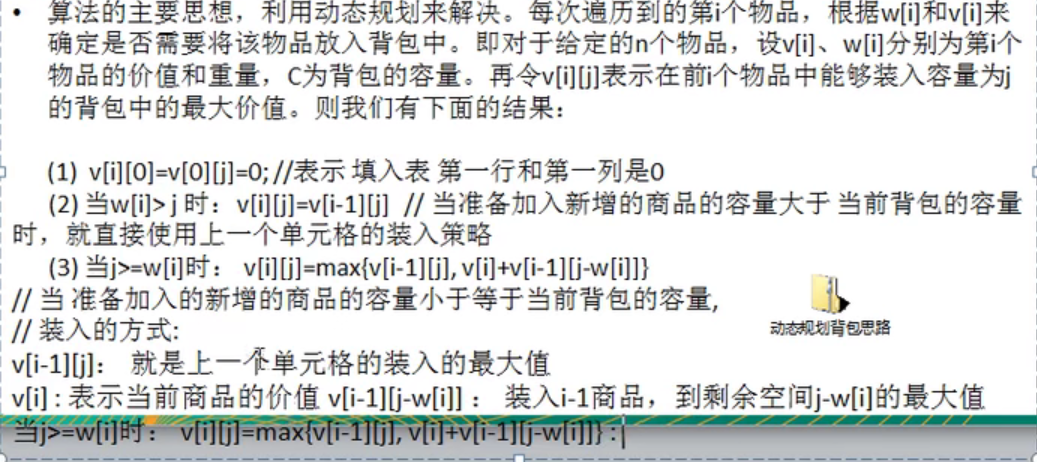 • 算法的主要思想，利用动态规划来解决。每次遍历到的第i个物品，根据w[i]和v[i]来
确定是否需要将该物品放入背包中。即对于给定的n个物品，设v[i]、w[i]分别为第i个
物品的价值和重量，C为背包的容量。再令v[i][j]表示在前i个物品中能够装入容量为j
的背包中的最大价值。则我们有下面的结果：
(1) v[i][0]=v[0][j]=0; //表示 填入表 第一行和第一列是0
(2) 当w[i]> j 时：v[i][j]=v[i-1][j] // 当准备加入新增的商品的容量大于 当前背包的容量
时，就直接使用上一个单元格的装入策略
(3) 当j>=w[i]时： v[i][j]=max{v[i-1][j], v[i]+v[i-1][j-w[i]]}
// 当 准备加入的新增的商品的容量小于等于当前背包的容量,
// 装入的方式:
动态规划背包思路
v[i-1][j]： 就是上一个单元格的装入的最大值
v[i] : 表示当前商品的价值 v[i-1][j-w[i]] ： 装入i-1商品，到剩余空间j-w[i]的最大值
当j>=w[i]时： v[i][j]=max{v[i-1][j], v[i]+v[i-1][j-w[i]]} :